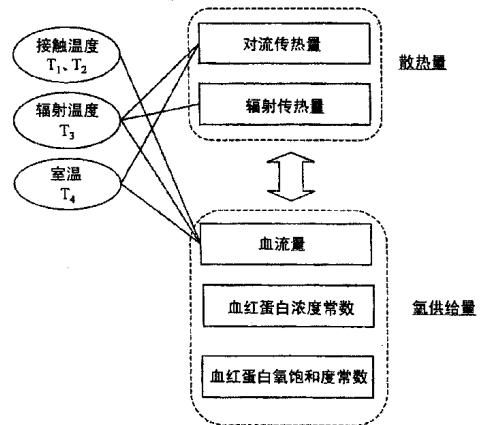 接触温度
T₁、T₂
辐射温度
T₃
室温
T₄
对流传热量
辐射传热量
散热量
血流量
血红蛋白浓度常数
血红蛋白氧饱和度常数
氧供给量